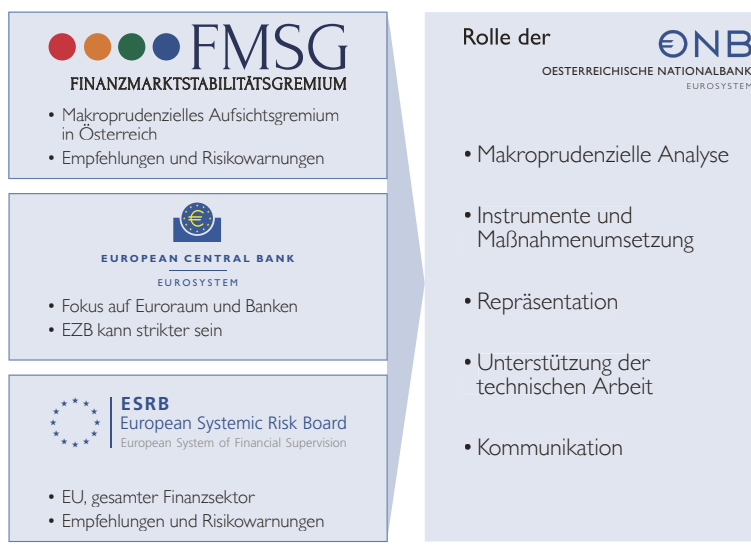 FMSG
FINANZMARKTSTABILITÄTSGREMIUM
• Makroprudenzielles Aufsichtsgremium
in Österreich
• Empfehlungen und Risikowarnungen
EUROPEAN CENTRAL BANK
EUROSYSTEM
• Fokus auf Euroraum und Banken
• EZB kann strikter sein
ESRB
European Systemic Risk Board
European System of Financial Supervision
• EU, gesamter Finanzsektor
• Empfehlungen und Risikowarnungen
Rolle der
€NB
OESTERREICHISCHE NATIONALBANK
EUROSYSTEM
• Makroprudenzielle Analyse
• Instrumente und
Maßnahmenumsetzung
• Repräsentation
• Unterstützung der
technischen Arbeit
• Kommunikation